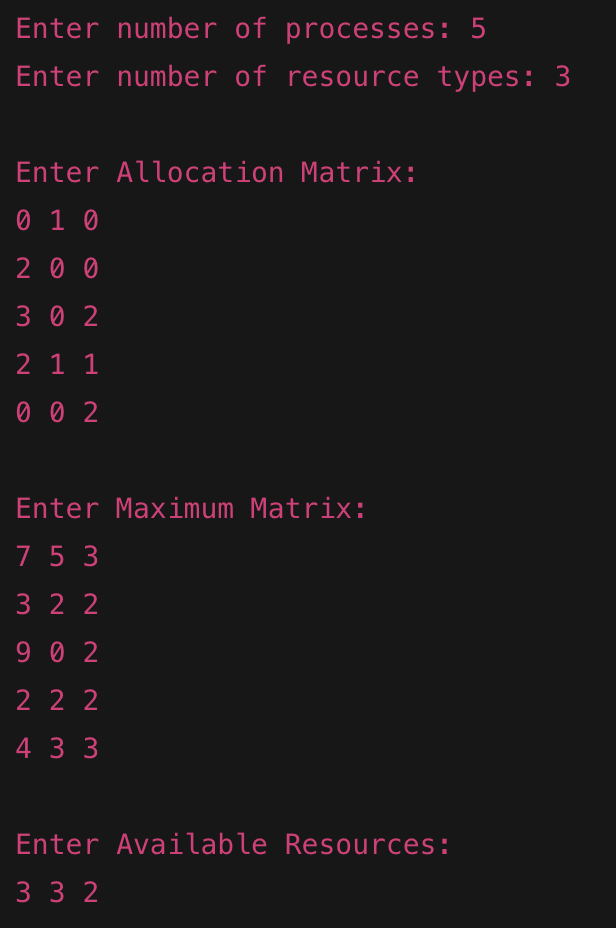 Enter number of processes: 5
Enter number of resource types: 3
Enter Allocation Matrix:
0 1 0
2 0 0
3 0 2
2 1 1
0 0 2
Enter Maximum Matrix:
7 5 3
3 2 2
9 0 2
2 2 2
4 3 3
Enter Available Resources:
3 3 2